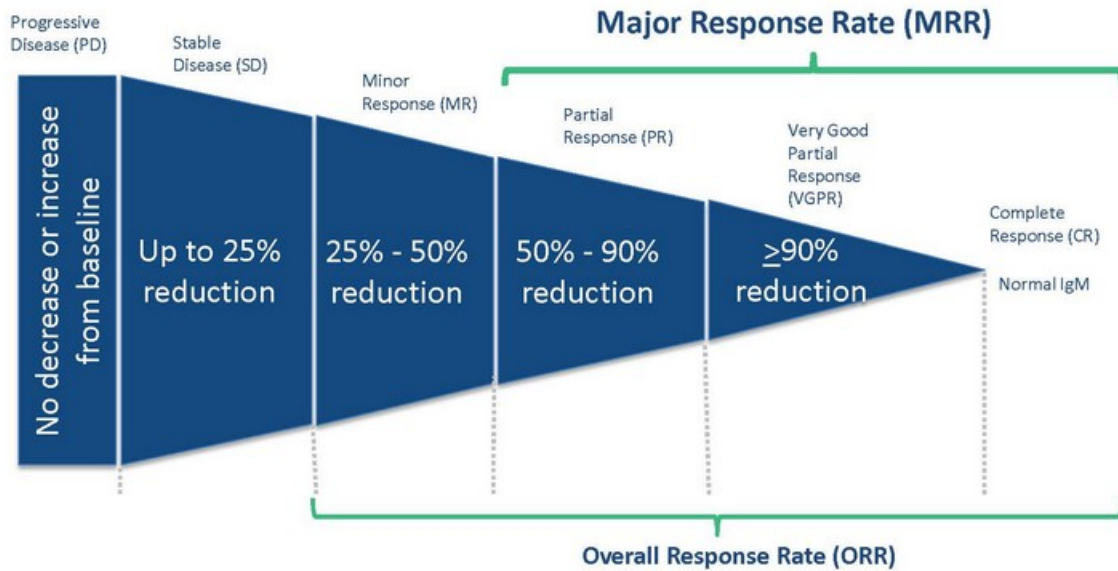 Progressive
Disease (PD)
Stable
Disease (SD)
Minor
Response (MR)
Major Response Rate (MRR)
Partial
Response (PR)
Very Good
Partial
Response
(VGPR)
Complete
Response (CR)
Normal IgM
No decrease or increase
from baseline
Up to 25%
reduction
25% - 50%
reduction
50% - 90%
reduction
≥90%
reduction
Overall Response Rate (ORR)